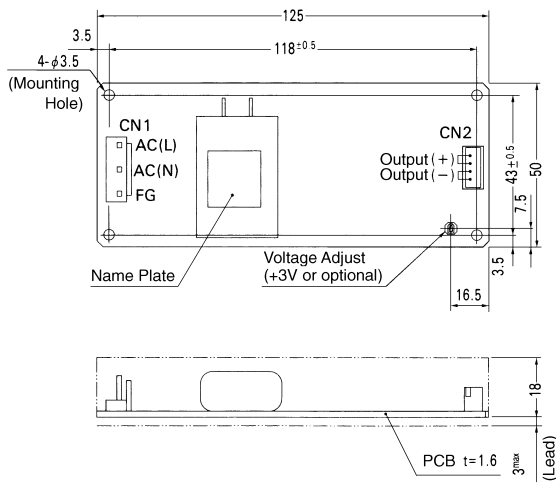 125
3.5
118±0.5
4-φ3.5
(Mounting
Hole)
CN1
AC(L)
AC(N)
FG
CN2
Output(+)
Output(−)
43±0.5
50
7.5
3.5
16.5
Name Plate
Voltage Adjust
(+3V or optional)
18
PCB t=1.6
3max
(Lead)